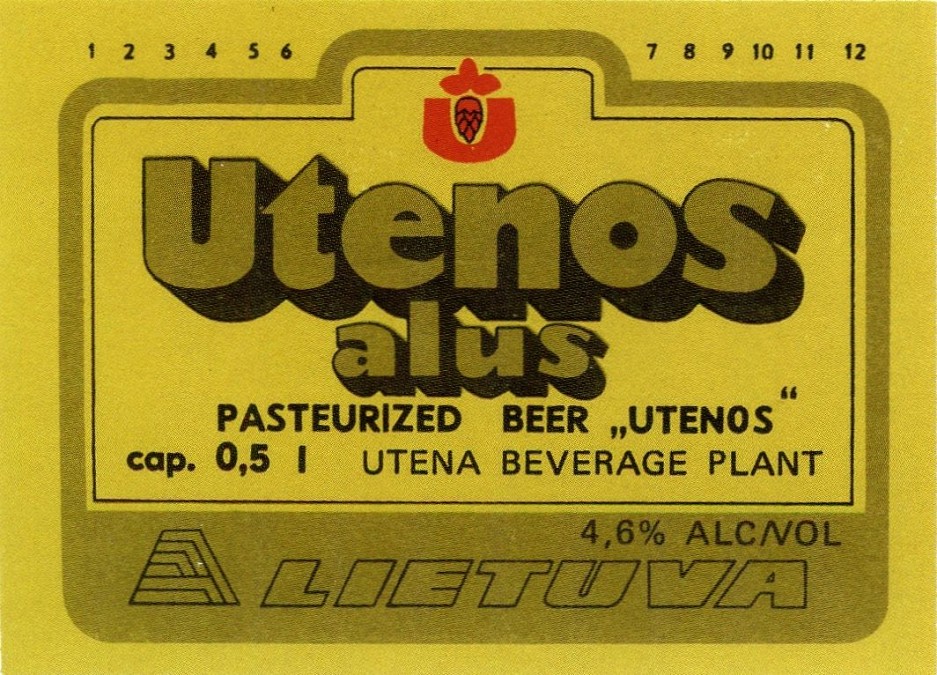 1 2 3 4 5 6 7 8 9 10 11 12
Utenos
alus
PASTEURIZED BEER „UTENOS“
cap. 0,5 l UTENA BEVERAGE PLANT
4,6% ALC/VOL
LIETUVA